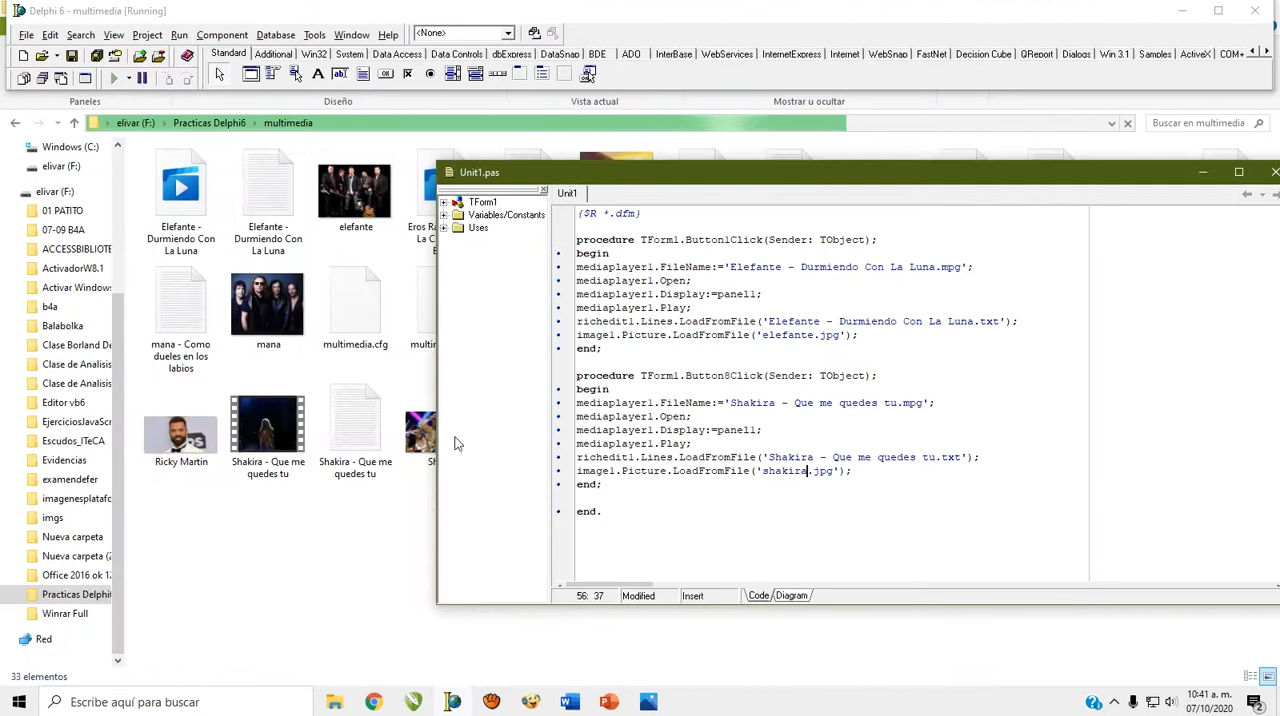 Delphi 6 - multimedia [Running]
File Edit Search View Project Run Component Database Tools Window Help <None>
Standard Additional Win32 System Data Access Data Controls dbExpress DataSnap BDE ADO InterBase WebServices InternetExpress Internet WebSnap FastNet Decision Cube QReport Dialogs Win 3.1 Samples ActiveX COM+
Paneles Diseño Vista actual Mostrar u ocultar
elivar (F:) Practicas Delphi6 multimedia Buscar en multimedia
Windows (C:)
elivar (F:)
elivar (F:)
01 PATITO
07-09 B4A
ACCESSBIBLIOTE
ActivadorW8.1
Activar Windows
b4a
Balabolka
Clase Borland De
Clase de Analisis
Clase de Analisis
Editor vb6
EjerciciosJavaScr
Escudos_ITeCA
Evidencias
examendefer
imagenesplataf
imgs
Nueva carpeta
Nueva carpeta (2
Office 2016 ok 12
Practicas Delphi6
Winrar Full
Red
Elefante -
Durmiendo Con
La Luna
Elefante -
Durmiendo Con
La Luna
elefante
Eros Ra
La C
mana - Como
dueles en los
labios
mana
multimedia.cfg
multim
Ricky Martin
Shakira - Que me
quedes tu
Shakira - Que me
quedes tu
Sh
33 elementos
Unit1.pas
TForm1
Variables/Constants
Uses
Unit1
{$R *.dfm}
procedure TForm1.Button1Click(Sender: TObject);
begin
mediaplayer1.FileName:='Elefante - Durmiendo Con La Luna.mpg';
mediaplayer1.Open;
mediaplayer1.Display:=panel1;
mediaplayer1.Play;
richedit1.Lines.LoadFromFile('Elefante - Durmiendo Con La Luna.txt');
image1.Picture.LoadFromFile('elefante.jpg');
end;
procedure TForm1.Button8Click(Sender: TObject);
begin
mediaplayer1.FileName:='Shakira - Que me quedes tu.mpg';
mediaplayer1.Open;
mediaplayer1.Display:=panel1;
mediaplayer1.Play;
richedit1.Lines.LoadFromFile('Shakira - Que me quedes tu.txt');
image1.Picture.LoadFromFile('shakira.jpg');
end;
end.
56: 37 Modified Insert Code Diagram
Escribe aquí para buscar
10:41 a. m.
07/10/2020
2